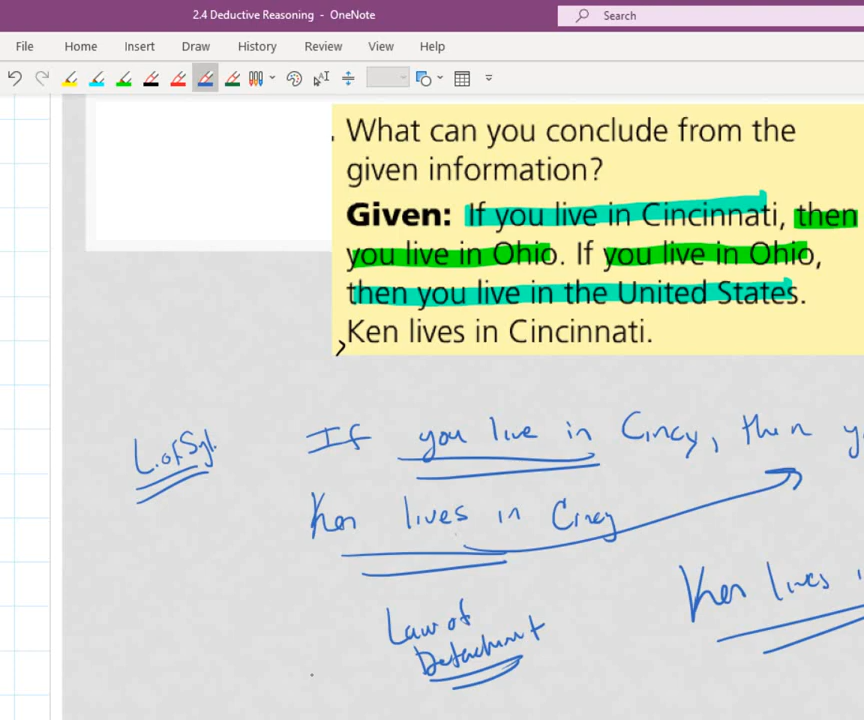 2.4 Deductive Reasoning - OneNote
Search
File Home Insert Draw History Review View Help
What can you conclude from the
given information?
Given: If you live in Cincinnati, then
you live in Ohio. If you live in Ohio,
then you live in the United States.
Ken lives in Cincinnati.
L.ofSyl. If you live in Cincy, then
Ken lives in Cincy
Ken lives
Law of
Detachment